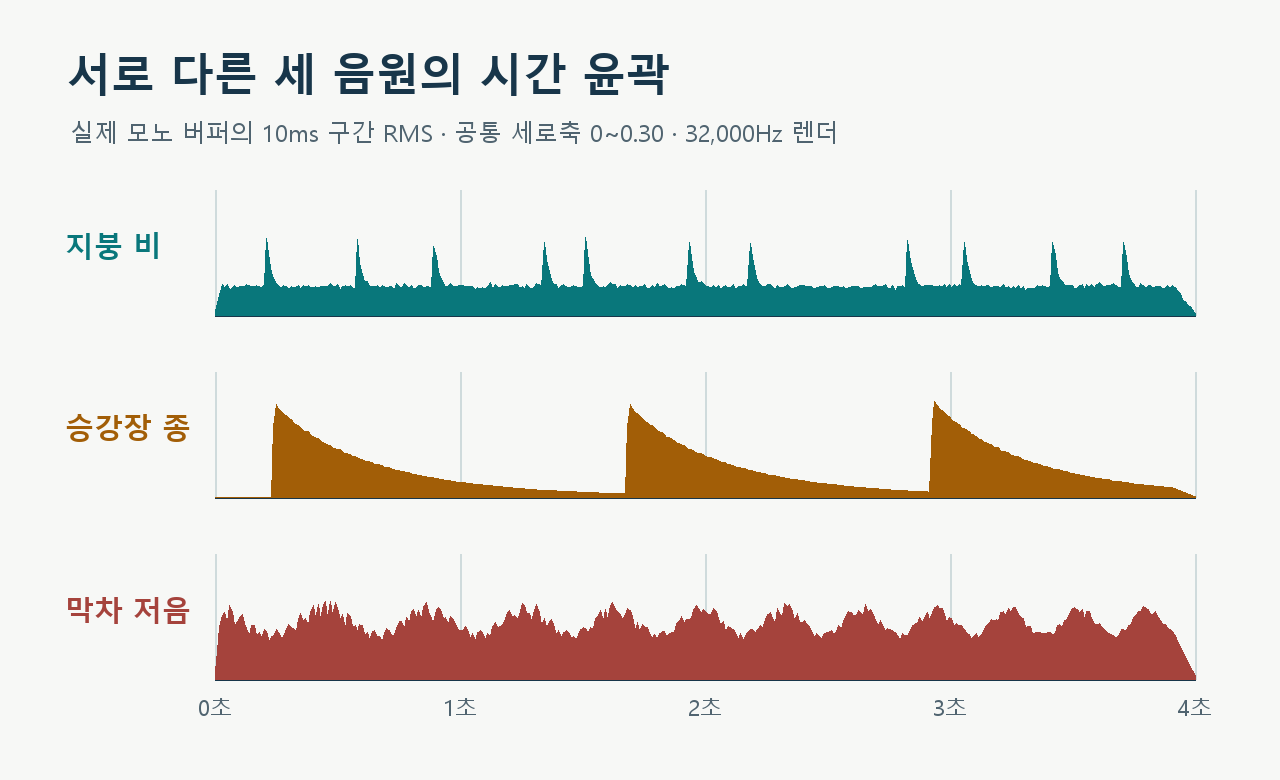 서로 다른 세 음원의 시간 윤곽
실제 모노 버퍼의 10ms 구간 RMS · 공통 세로축 0~0.30 · 32,000Hz 렌더
지붕 비
승강장 종
막차 저음
0초 1초 2초 3초 4초